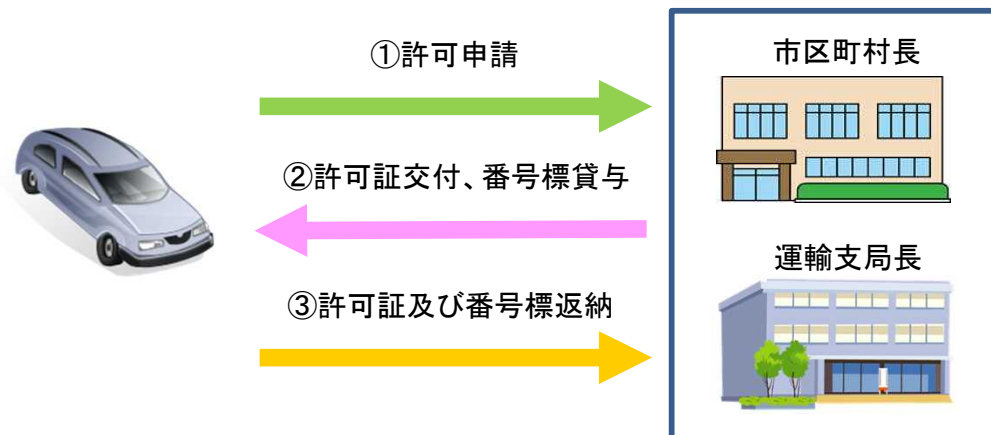 ①許可申請
市区町村長
②許可証交付、番号標貸与
運輸支局長
③許可証及び番号標返納